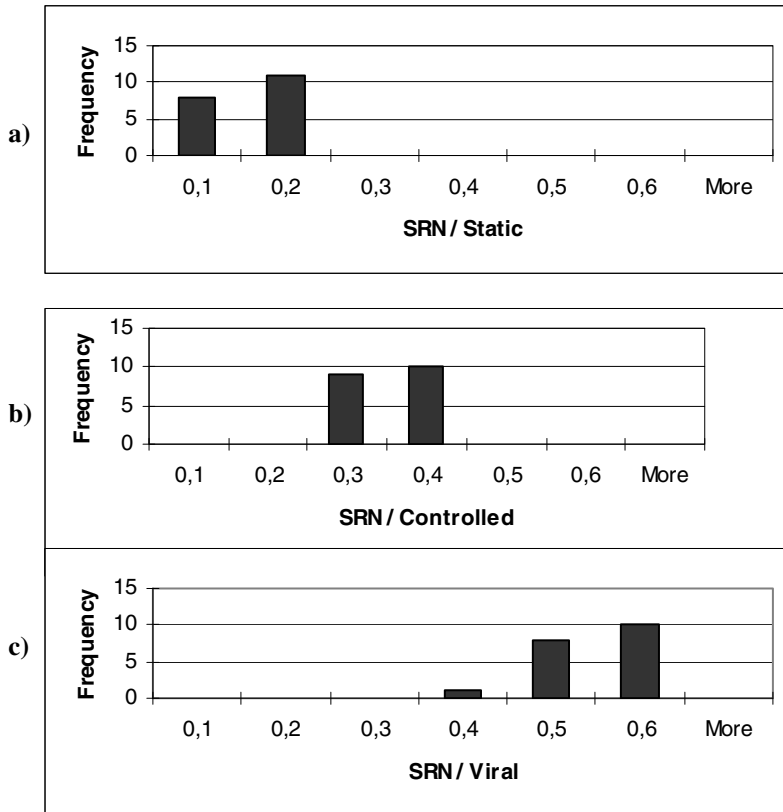 a)
Frequency
15
10
5
0
0,1 0,2 0,3 0,4 0,5 0,6 More
SRN / Static
b)
Frequency
15
10
5
0
0,1 0,2 0,3 0,4 0,5 0,6 More
SRN / Controlled
c)
Frequency
15
10
5
0
0,1 0,2 0,3 0,4 0,5 0,6 More
SRN / Viral